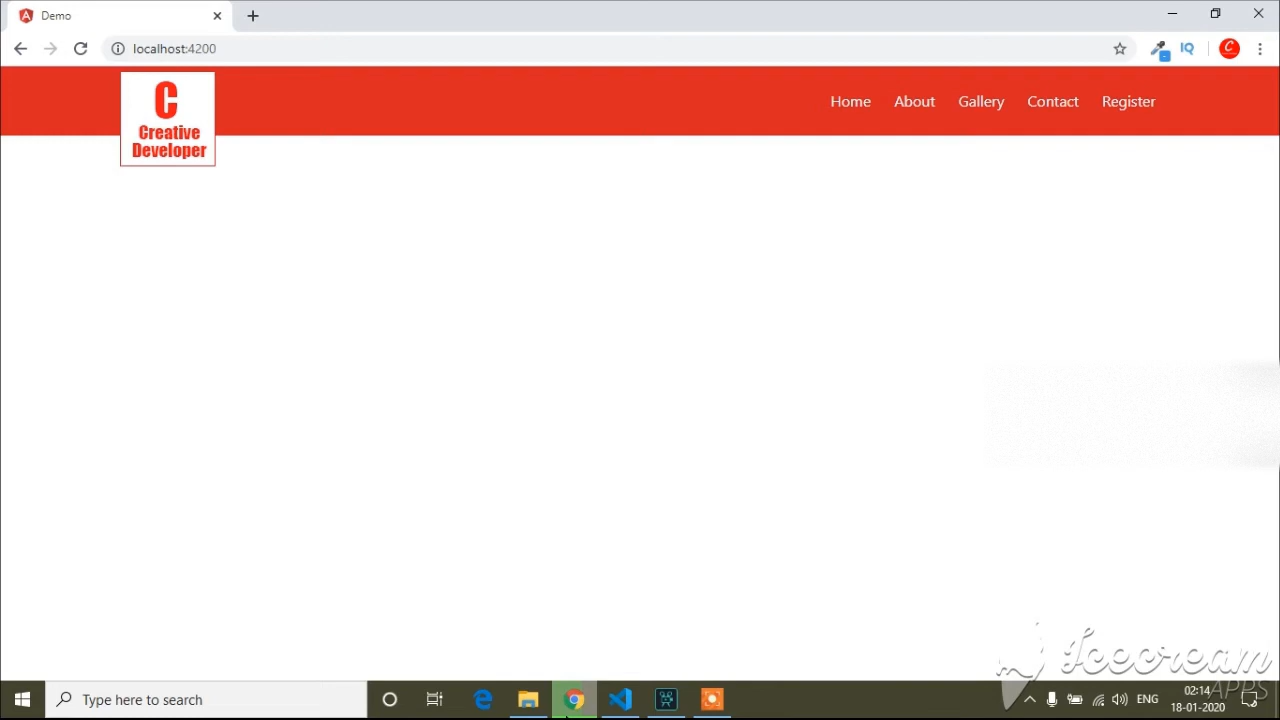 Demo
localhost:4200
IQ
C
C
Creative
Developer
Home
About
Gallery
Contact
Register
Icecream
APPS
Type here to search
ENG
02:14
18-01-2020